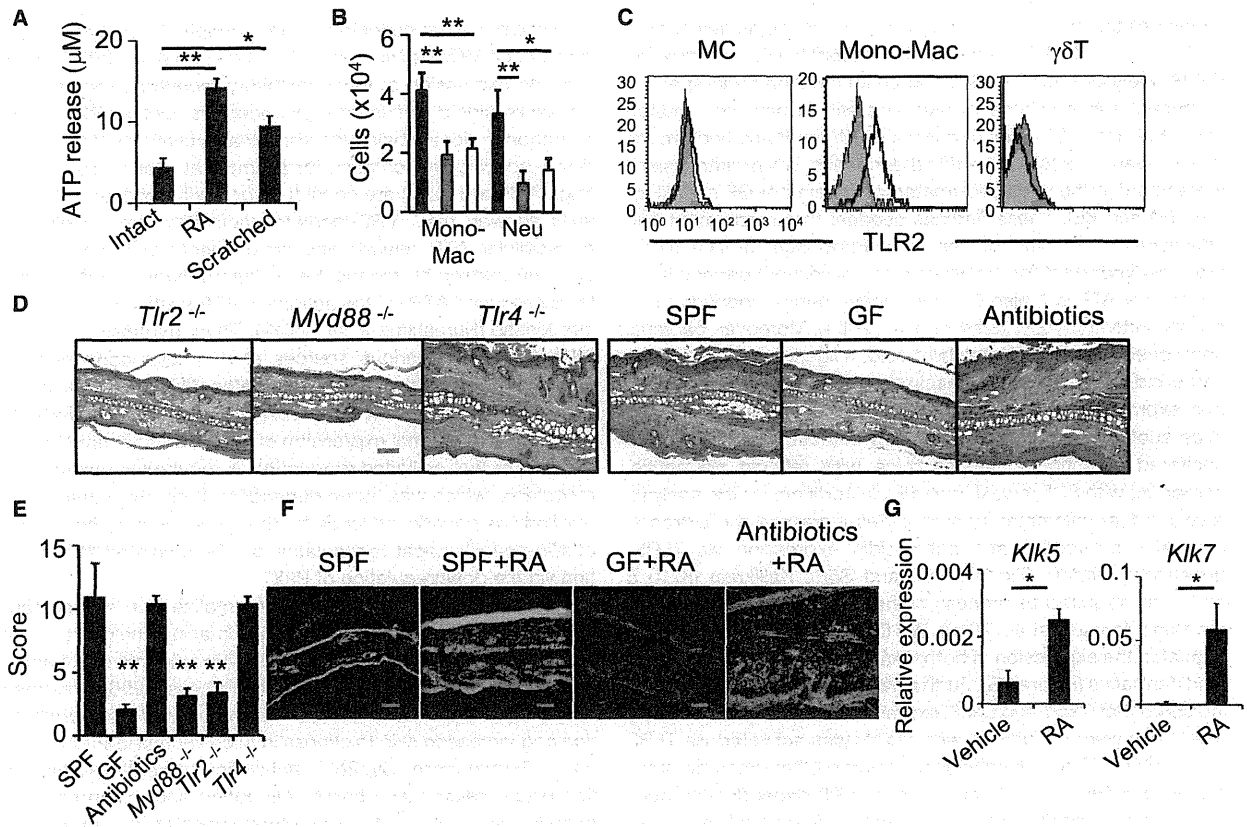 A
ATP release (μM)
20
10
0
**
*
Intact
RA
Scratched
B
Cells (x10⁴)
6
4
2
0
**
**
*
**
Mono-
Mac
Neu
C
MC
Mono-Mac
γδT
30
25
20
15
10
5
0
20
15
10
5
0
30
25
20
15
10
5
0
10⁰ 10¹ 10² 10³ 10⁴
TLR2
D
Tlr2 -/-
Myd88 -/-
Tlr4 -/-
SPF
GF
Antibiotics
E
Score
15
10
5
0
**
** **
SPF
GF
Antibiotics
Myd88 -/-
Tlr2 -/-
Tlr4 -/-
F
SPF
SPF+RA
GF+RA
Antibiotics
+RA
G
Relative expression
Klk5
0.004
0.002
0
*
Vehicle
RA
Klk7
0.1
0.05
0
*
Vehicle
RA